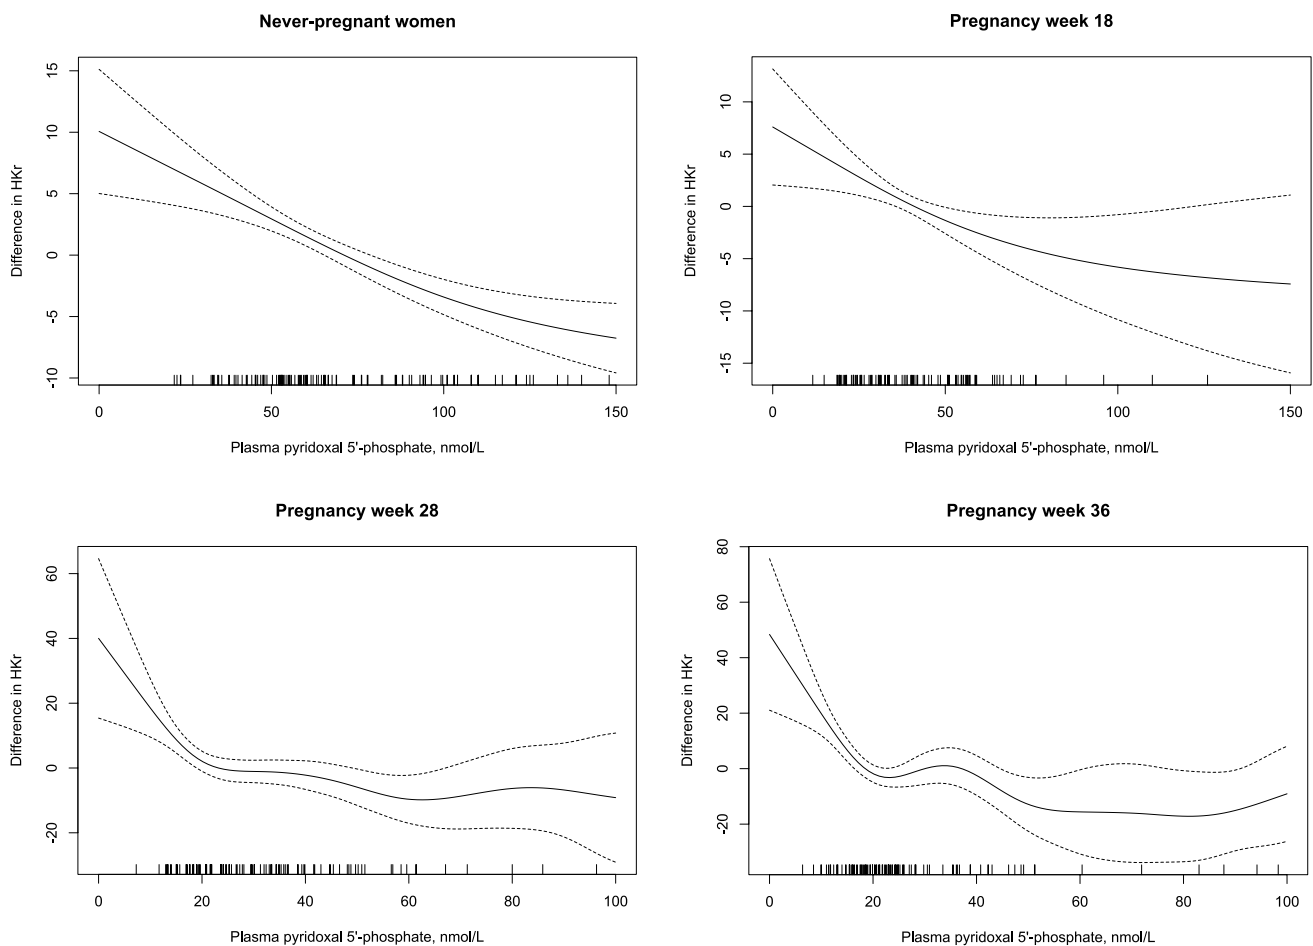 Never-pregnant women
Difference in HKr
15
10
5
0
-5
-10
0 50 100 150
Plasma pyridoxal 5'-phosphate, nmol/L
Pregnancy week 18
Difference in HKr
10
5
0
-5
-10
-15
0 50 100 150
Plasma pyridoxal 5'-phosphate, nmol/L
Pregnancy week 28
Difference in HKr
60
40
20
0
-20
0 20 40 60 80 100
Plasma pyridoxal 5'-phosphate, nmol/L
Pregnancy week 36
Difference in HKr
80
60
40
20
0
-20
0 20 40 60 80 100
Plasma pyridoxal 5'-phosphate, nmol/L